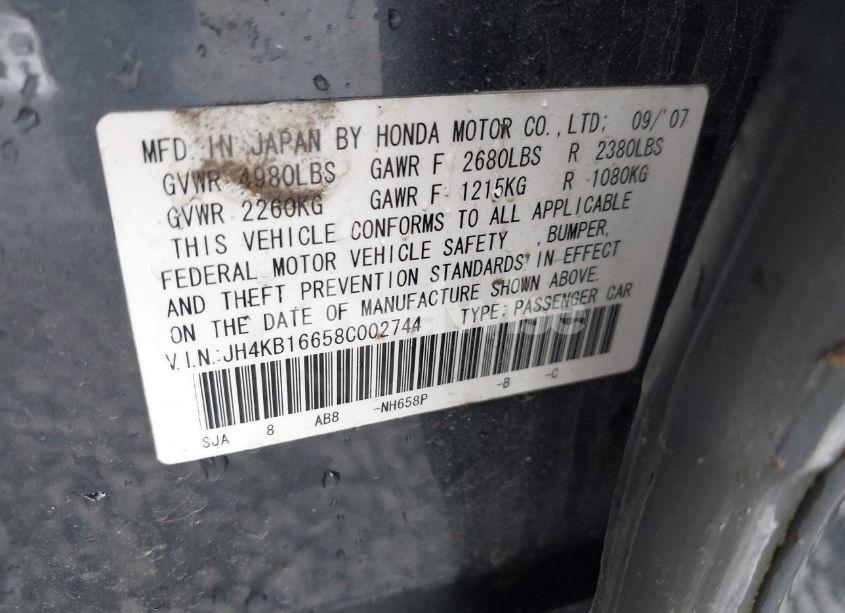 MFD. IN JAPAN BY HONDA MOTOR CO.,LTD; 09/'07
GVWR 4980LBS GAWR F 2680LBS R 2380LBS
GVWR 2260KG GAWR F 1215KG R 1080KG
THIS VEHICLE CONFORMS TO ALL APPLICABLE
FEDERAL MOTOR VEHICLE SAFETY , BUMPER,
AND THEFT PREVENTION STANDARDS IN EFFECT
ON THE DATE OF MANUFACTURE SHOWN ABOVE.
V.I.N.:JH4KB16658C002744 TYPE:PASSENGER CAR
SJA 8 AB8 -NH658P -B -C